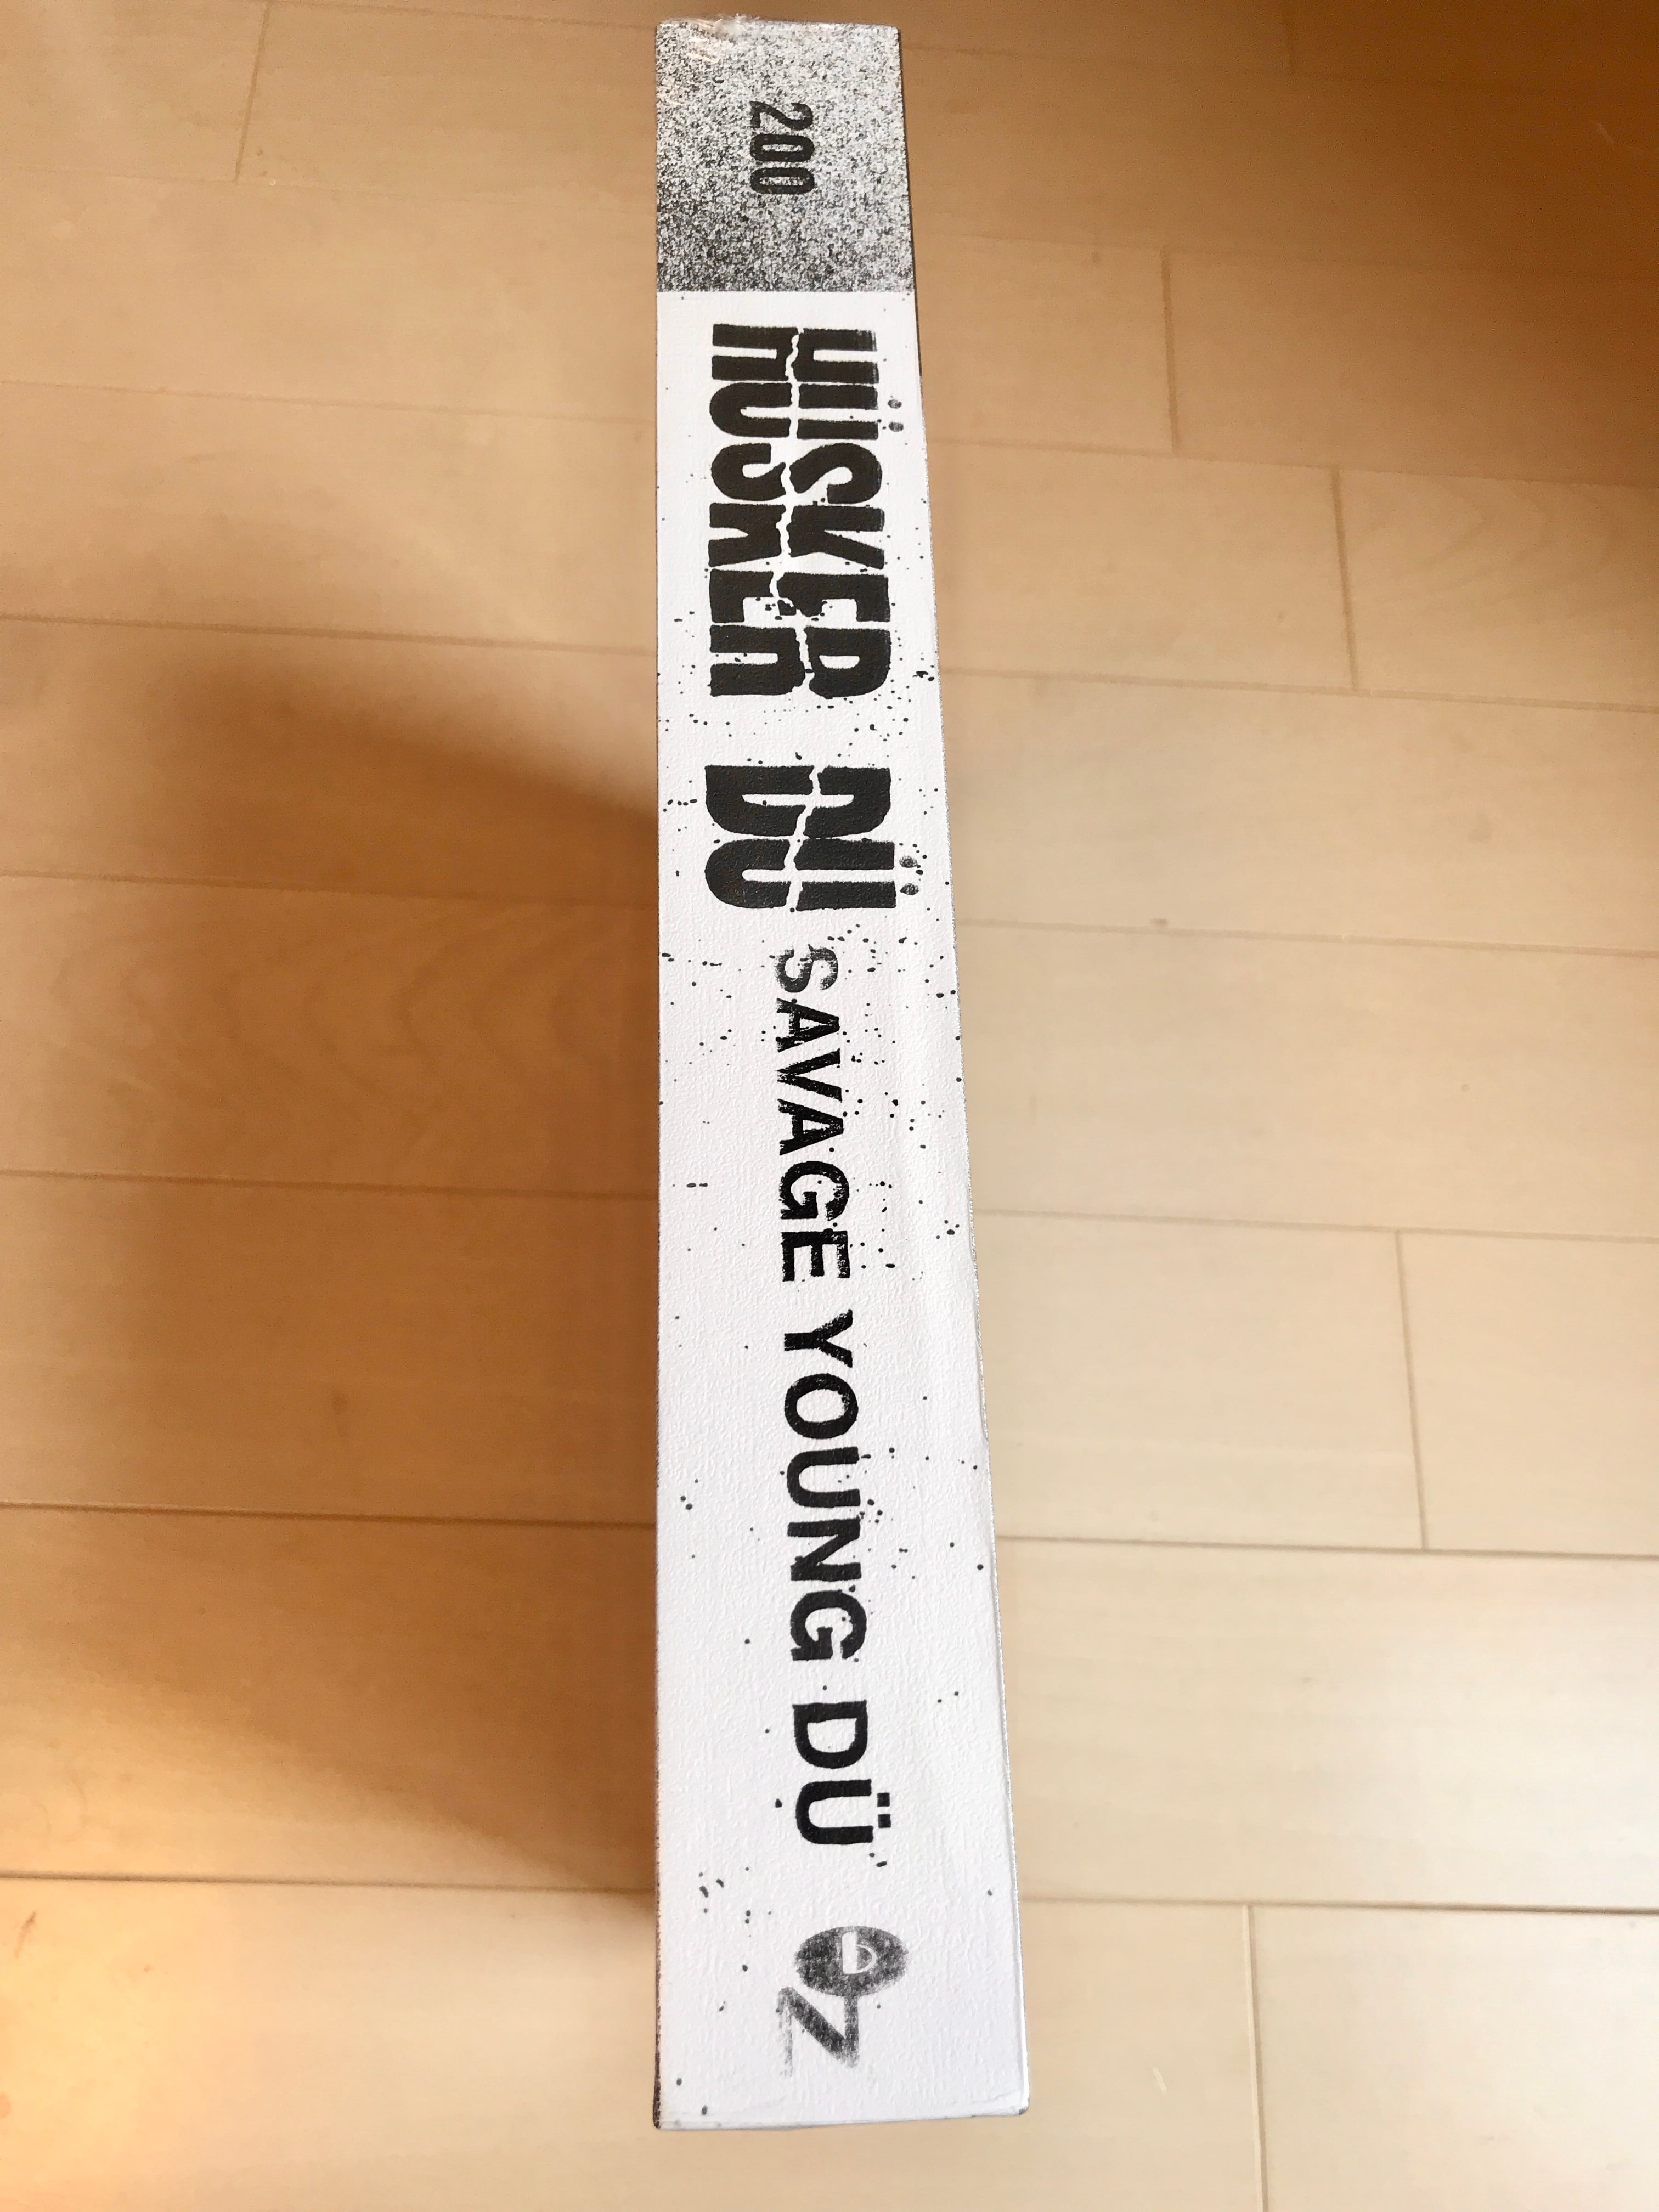 200
HÜSKER DÜ
SAVAGE YOUNG DÜ
b